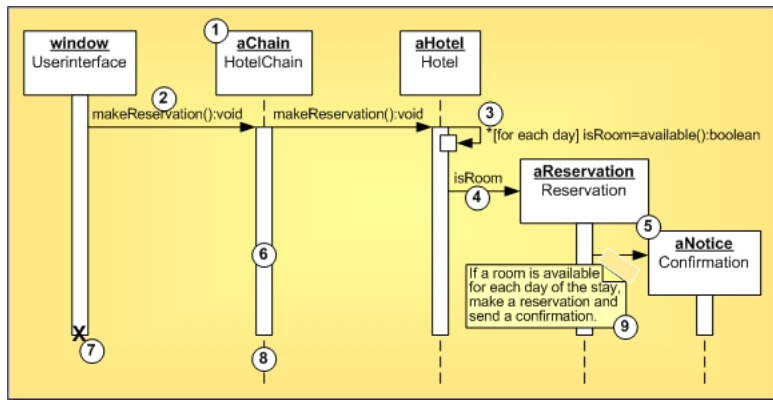 1
window
Userinterface
aChain
HotelChain
aHotel
Hotel
2
3
makeReservation():void
makeReservation():void
*[for each day] isRoom=available():boolean
isRoom
4
aReservation
Reservation
5
aNotice
Confirmation
6
If a room is available
for each day of the stay,
make a reservation and
send a confirmation.
9
X
7
8